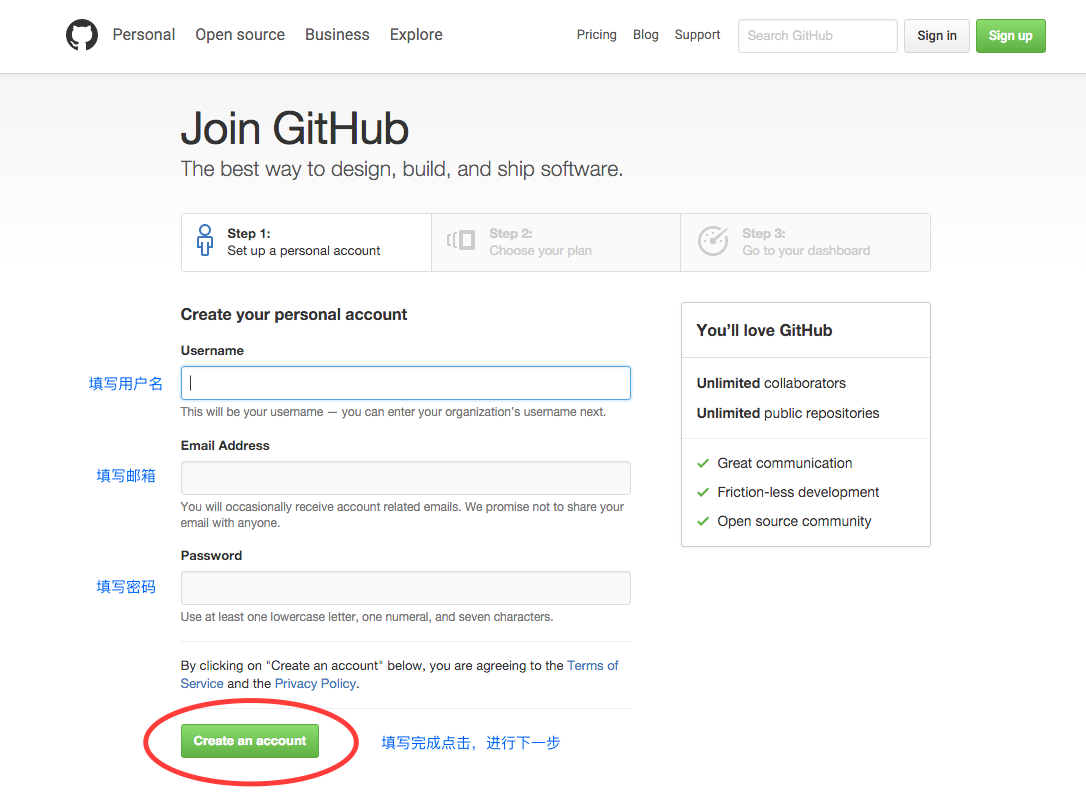 Personal Open source Business Explore Pricing Blog Support Search GitHub Sign in Sign up
Join GitHub
The best way to design, build, and ship software.
Step 1:
Set up a personal account
Step 2:
Choose your plan
Step 3:
Go to your dashboard
Create your personal account
Username
填写用户名
This will be your username — you can enter your organization's username next.
Email Address
填写邮箱
You will occasionally receive account related emails. We promise not to share your
email with anyone.
Password
填写密码
Use at least one lowercase letter, one numeral, and seven characters.
By clicking on "Create an account" below, you are agreeing to the Terms of
Service and the Privacy Policy.
Create an account
填写完成点击，进行下一步
You'll love GitHub
Unlimited collaborators
Unlimited public repositories
Great communication
Friction-less development
Open source community